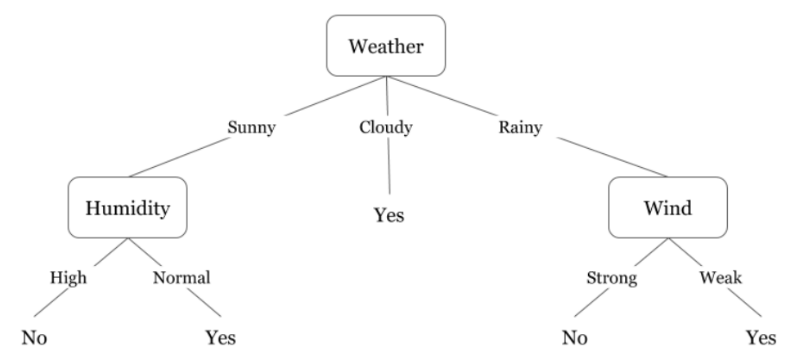 Weather
Sunny Cloudy Rainy
Humidity Yes Wind
High Normal Strong Weak
No Yes No Yes